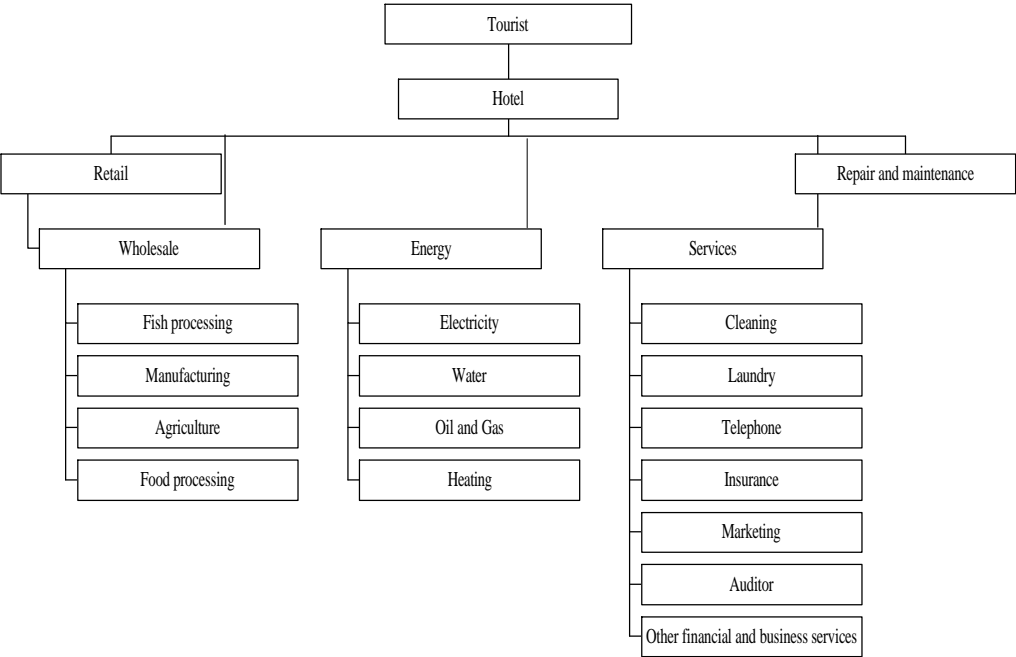 Tourist
Hotel
Retail
Repair and maintenance
Wholesale
Energy
Services
Fish processing
Electricity
Cleaning
Manufacturing
Water
Laundry
Agriculture
Oil and Gas
Telephone
Food processing
Heating
Insurance
Marketing
Auditor
Other financial and business services